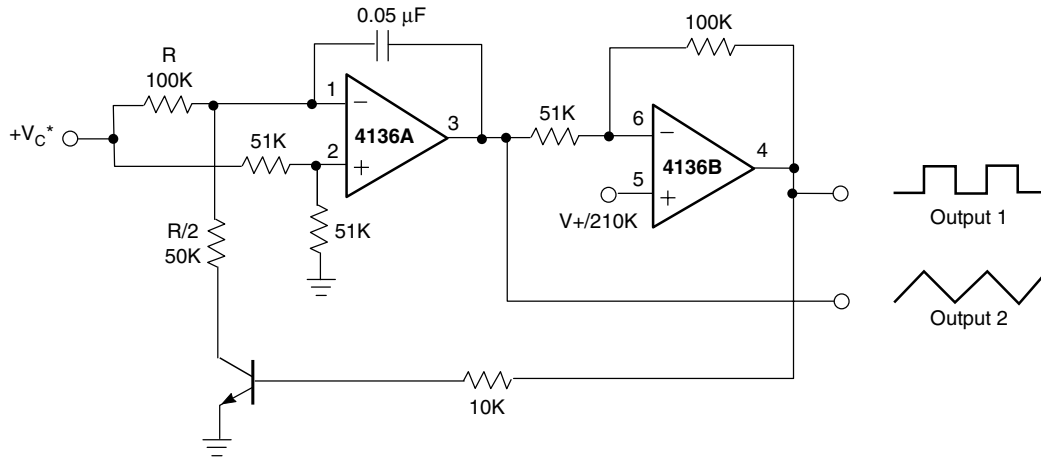 0.05 μF
100K
R
100K
+VC*
51K
1
−
4136A
3
2
+
51K
R/2
50K
51K
6
−
4136B
4
5
+
V+/210K
Output 1
Output 2
10K